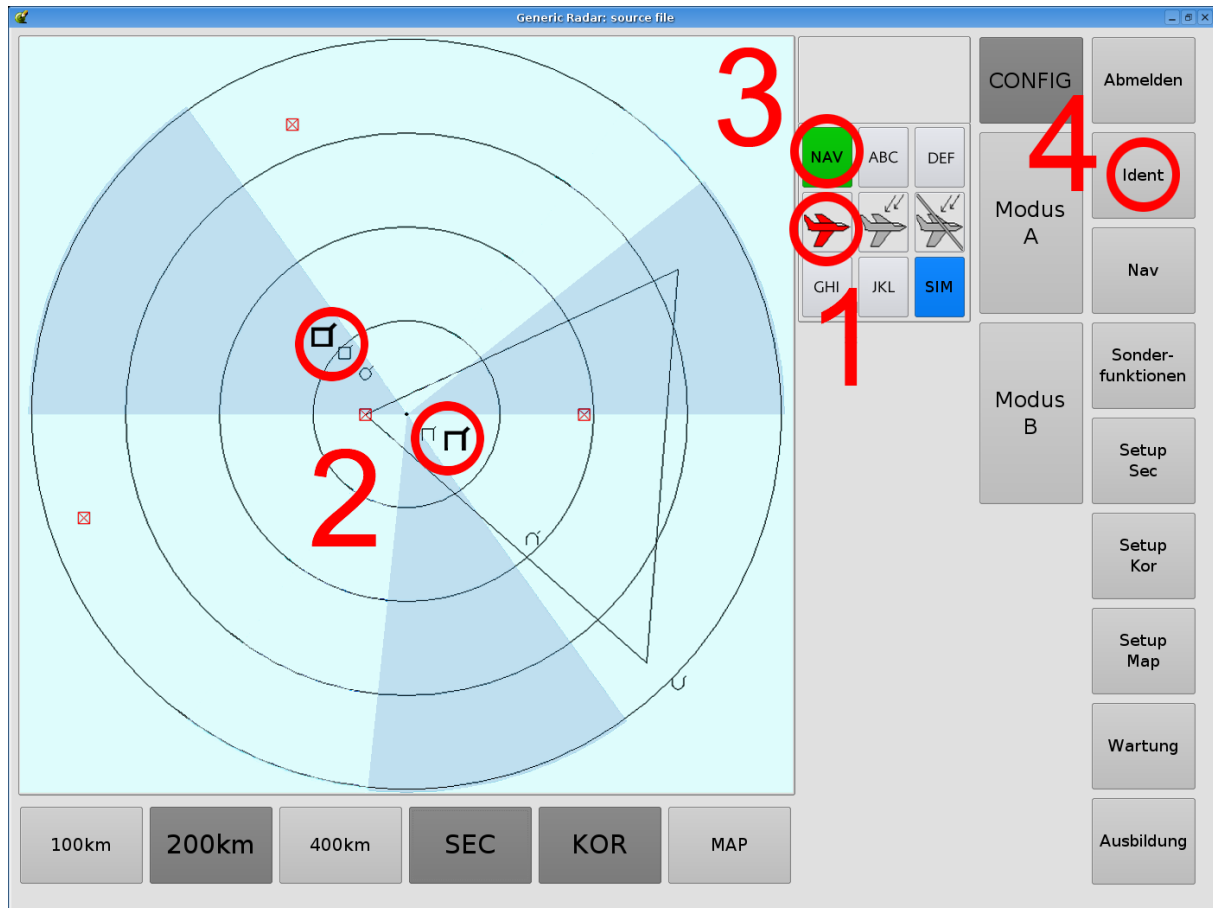 Generic Radar: source file
3
CONFIG
Abmelden
NAV
ABC
DEF
4
Ident
Modus
A
1
GHI
JKL
SIM
Nav
2
Modus
B
Sonder-
funktionen
Setup
Sec
Setup
Kor
Setup
Map
Wartung
Ausbildung
100km
200km
400km
SEC
KOR
MAP